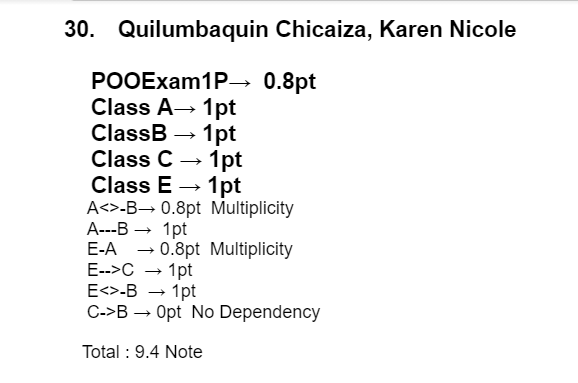 30. Quilumbaquin Chicaiza, Karen Nicole
POOExam1P→ 0.8pt
Class A→ 1pt
ClassB → 1pt
Class C → 1pt
Class E → 1pt
A<>-B→ 0.8pt Multiplicity
A---B → 1pt
E-A → 0.8pt Multiplicity
E-->C → 1pt
E<>-B → 1pt
C->B → 0pt No Dependency
Total : 9.4 Note